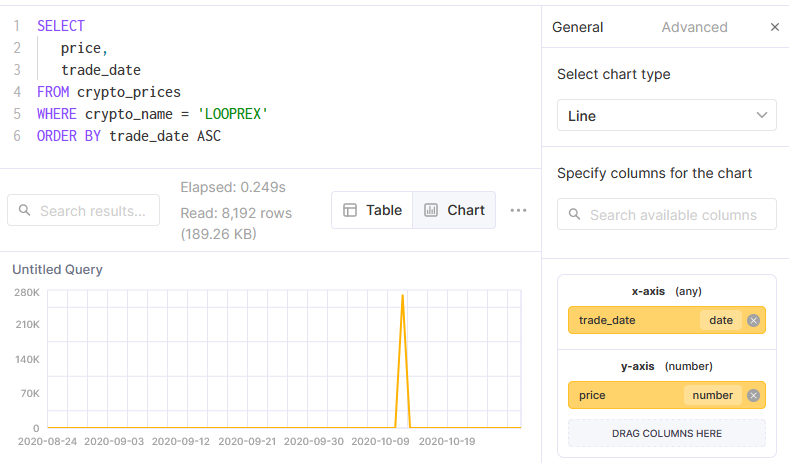 1 SELECT
2 price,
3 trade_date
4 FROM crypto_prices
5 WHERE crypto_name = 'LOOPREX'
6 ORDER BY trade_date ASC
Search results...
Elapsed: 0.249s
Read: 8,192 rows
(189.26 KB)
Table
Chart
Untitled Query
280K
210K
140K
70K
0
2020-08-24 2020-09-03 2020-09-12 2020-09-21 2020-09-30 2020-10-09 2020-10-19
General Advanced
Select chart type
Line
Specify columns for the chart
Search available columns
x-axis (any)
trade_date date
y-axis (number)
price number
DRAG COLUMNS HERE